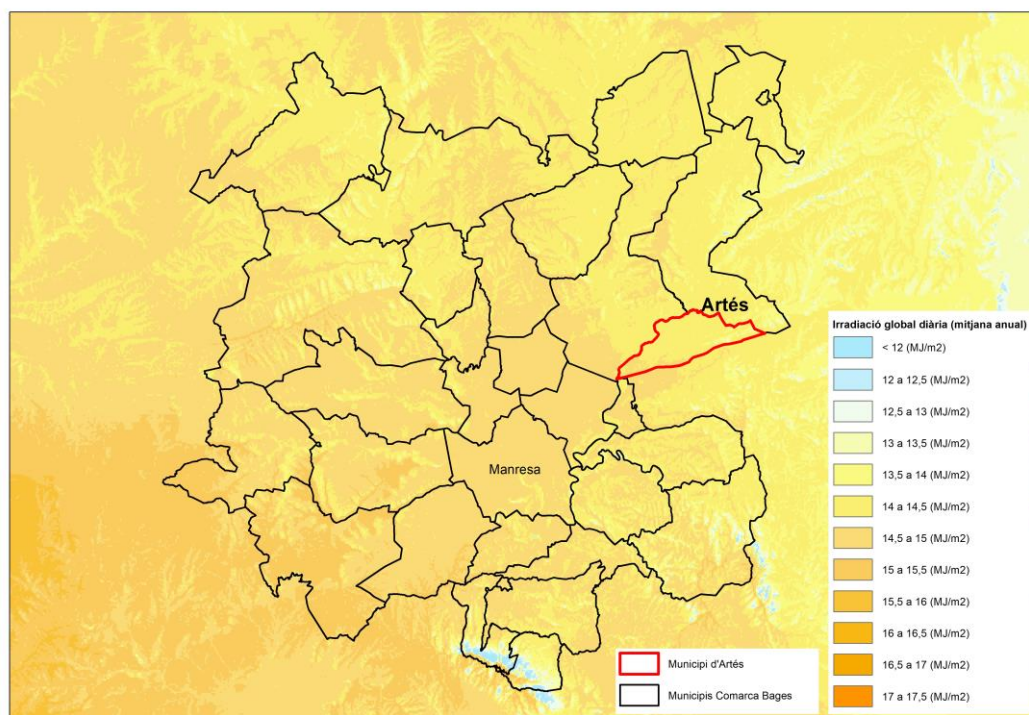 Artés
Manresa
Irradiació global diària (mitjana anual)
< 12 (MJ/m2)
12 a 12,5 (MJ/m2)
12,5 a 13 (MJ/m2)
13 a 13,5 (MJ/m2)
13,5 a 14 (MJ/m2)
14 a 14,5 (MJ/m2)
14,5 a 15 (MJ/m2)
15 a 15,5 (MJ/m2)
15,5 a 16 (MJ/m2)
16 a 16,5 (MJ/m2)
16,5 a 17 (MJ/m2)
17 a 17,5 (MJ/m2)
Municipi d'Artés
Municipis Comarca Bages